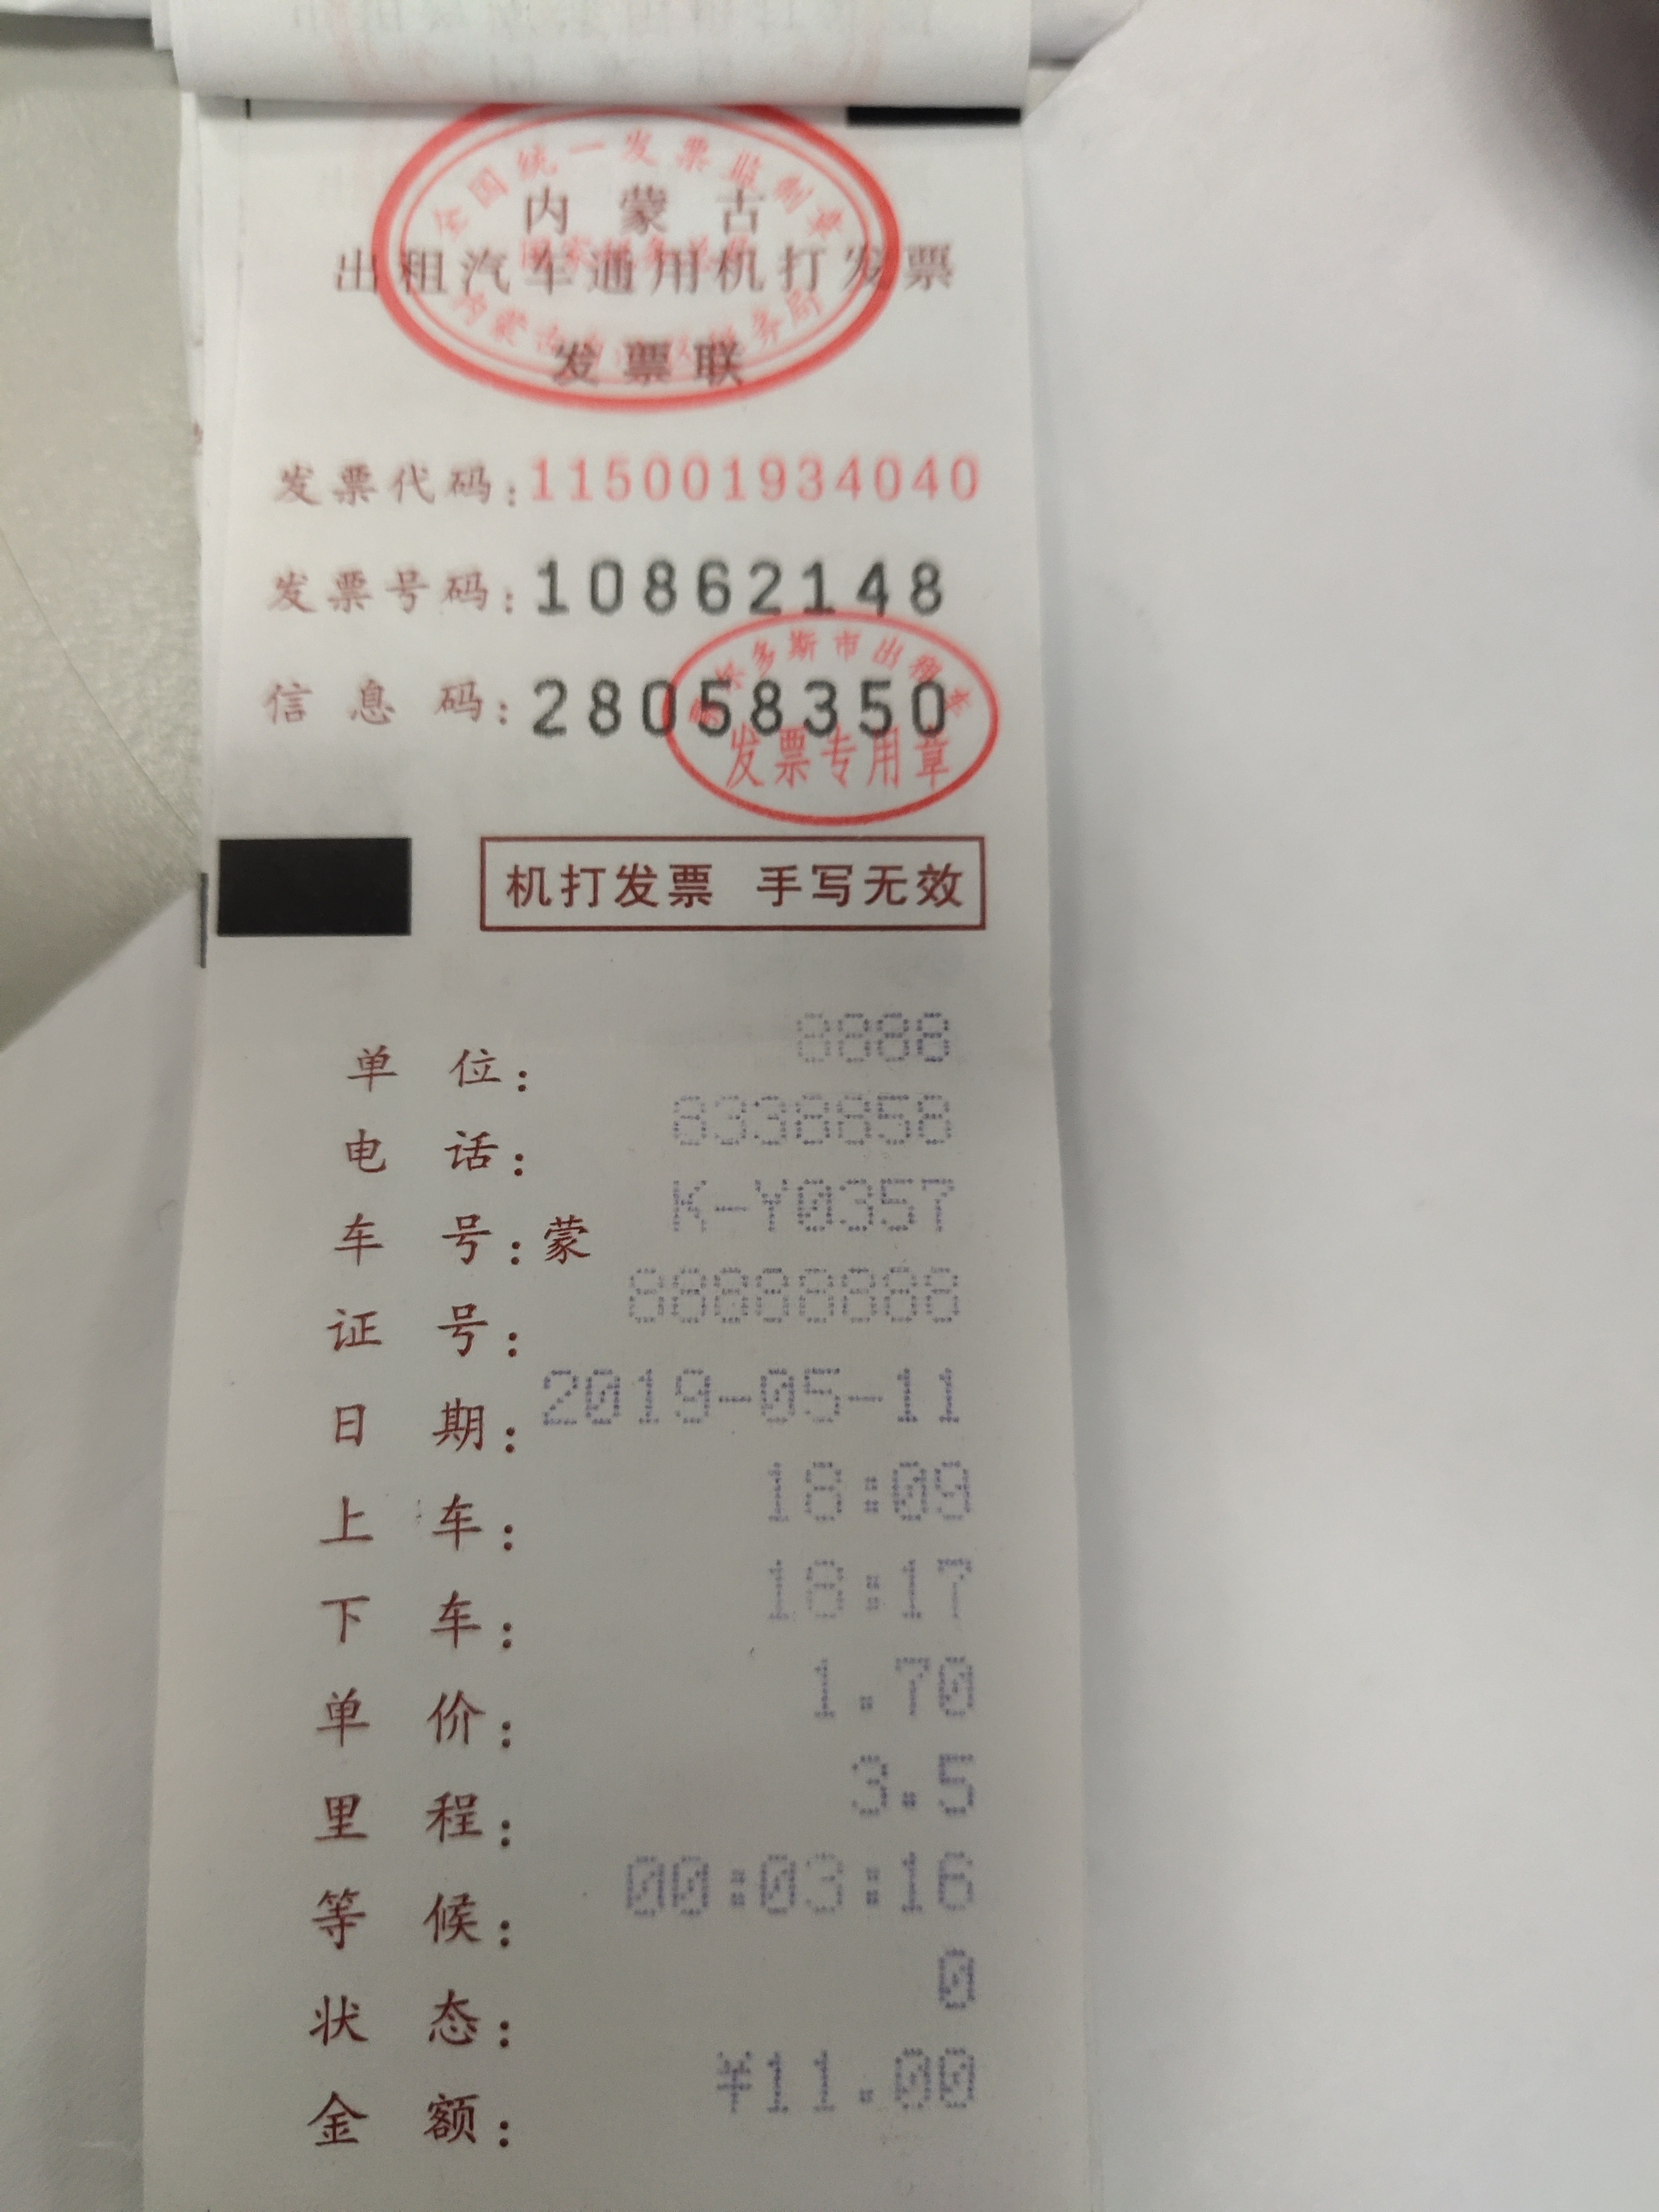 全国统一发票监制章
内蒙古
国家税务总局
出租汽车通用机打发票
内蒙古自治区税务局
发票联
发票代码:115001934040
发票号码:10862148
信息码:28058350
鄂尔多斯市出租车
发票专用章
机打发票 手写无效
单位: 8888
电话: 8338858
车号:蒙 K-Y0357
证号: 88888888
日期: 2019-05-11
上车: 18:09
下车: 18:17
单价: 1.70
里程: 3.5
等候: 00:03:16
状态: 0
金额: ¥11.00